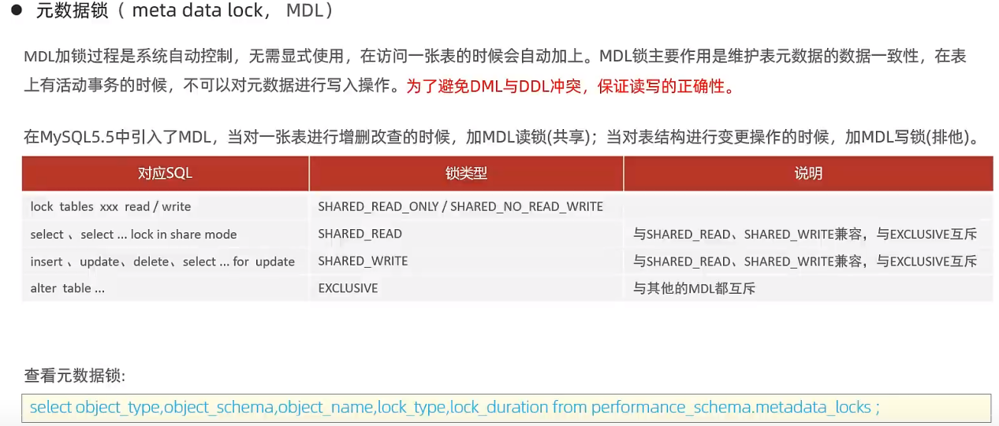 ● 元数据锁（ meta data lock， MDL）
MDL加锁过程是系统自动控制，无需显式使用，在访问一张表的时候会自动加上。MDL锁主要作用是维护表元数据的数据一致性，在表
上有活动事务的时候，不可以对元数据进行写入操作。为了避免DML与DDL冲突，保证读写的正确性。
在MySQL5.5中引入了MDL，当对一张表进行增删改查的时候，加MDL读锁(共享)；当对表结构进行变更操作的时候，加MDL写锁(排他)。
对应SQL 锁类型 说明
lock tables xxx read / write SHARED_READ_ONLY / SHARED_NO_READ_WRITE
select 、select ... lock in share mode SHARED_READ 与SHARED_READ、SHARED_WRITE兼容，与EXCLUSIVE互斥
insert 、update、delete、select ... for update SHARED_WRITE 与SHARED_READ、SHARED_WRITE兼容，与EXCLUSIVE互斥
alter table ... EXCLUSIVE 与其他的MDL都互斥
查看元数据锁:
select object_type,object_schema,object_name,lock_type,lock_duration from performance_schema.metadata_locks ;